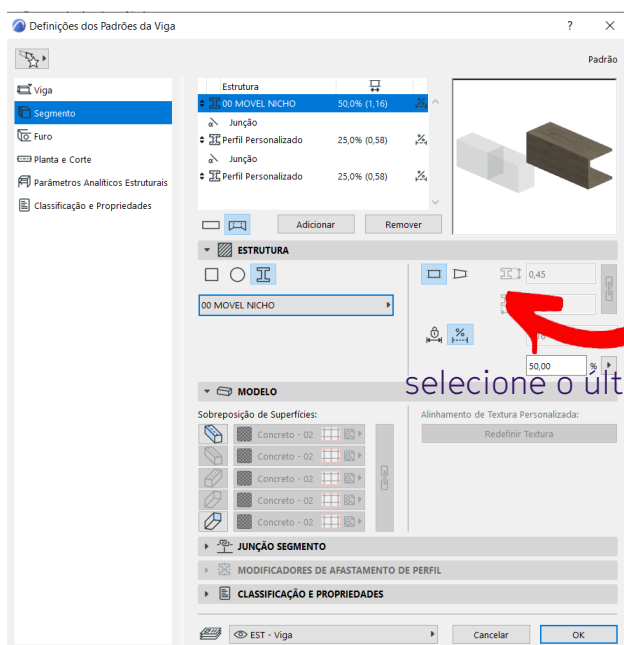 Definições dos Padrões da Viga ? ×
Padrão
Viga
Segmento
Furo
Planta e Corte
Parâmetros Analíticos Estruturais
Classificação e Propriedades
Estrutura
00 MOVEL NICHO 50,0% (1,16)
Junção
Perfil Personalizado 25,0% (0,58)
Junção
Perfil Personalizado 25,0% (0,58)
Adicionar Remover
ESTRUTURA
0,45
00 MOVEL NICHO
50,00 %
selecione o últ
MODELO
Sobreposição de Superfícies: Alinhamento de Textura Personalizada:
Concreto - 02 Redefinir Textura
Concreto - 02
Concreto - 02
Concreto - 02
Concreto - 02
JUNÇÃO SEGMENTO
MODIFICADORES DE AFASTAMENTO DE PERFIL
CLASSIFICAÇÃO E PROPRIEDADES
EST - Viga Cancelar OK